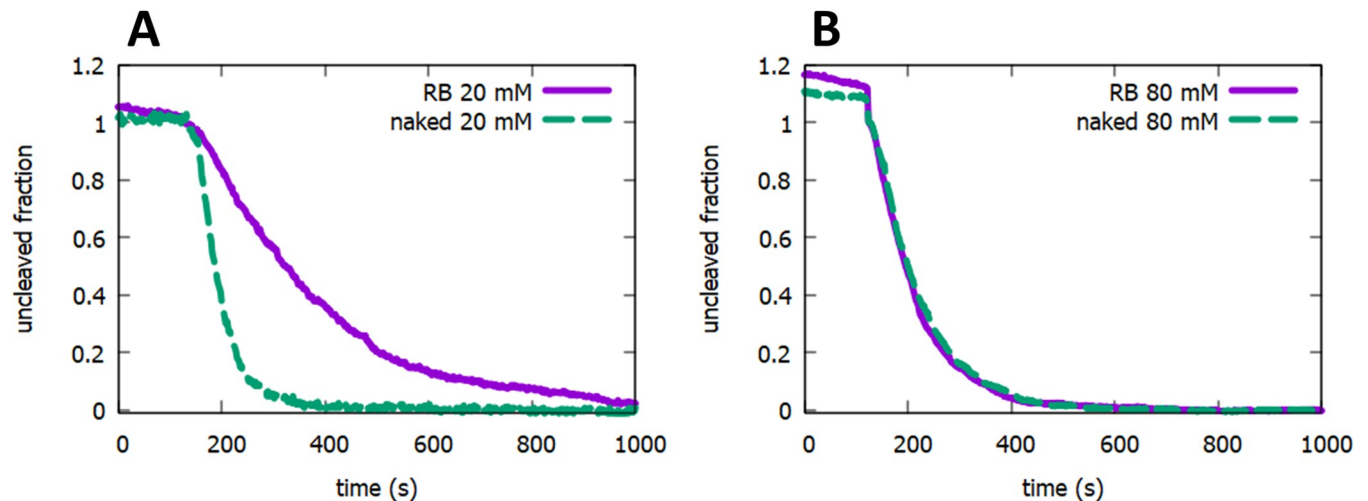 A
1.2
1
0.8
0.6
0.4
0.2
0
uncleaved fraction
RB 20 mM
naked 20 mM
0 200 400 600 800 1000
time (s)
B
1.2
1
0.8
0.6
0.4
0.2
0
uncleaved fraction
RB 80 mM
naked 80 mM
0 200 400 600 800 1000
time (s)